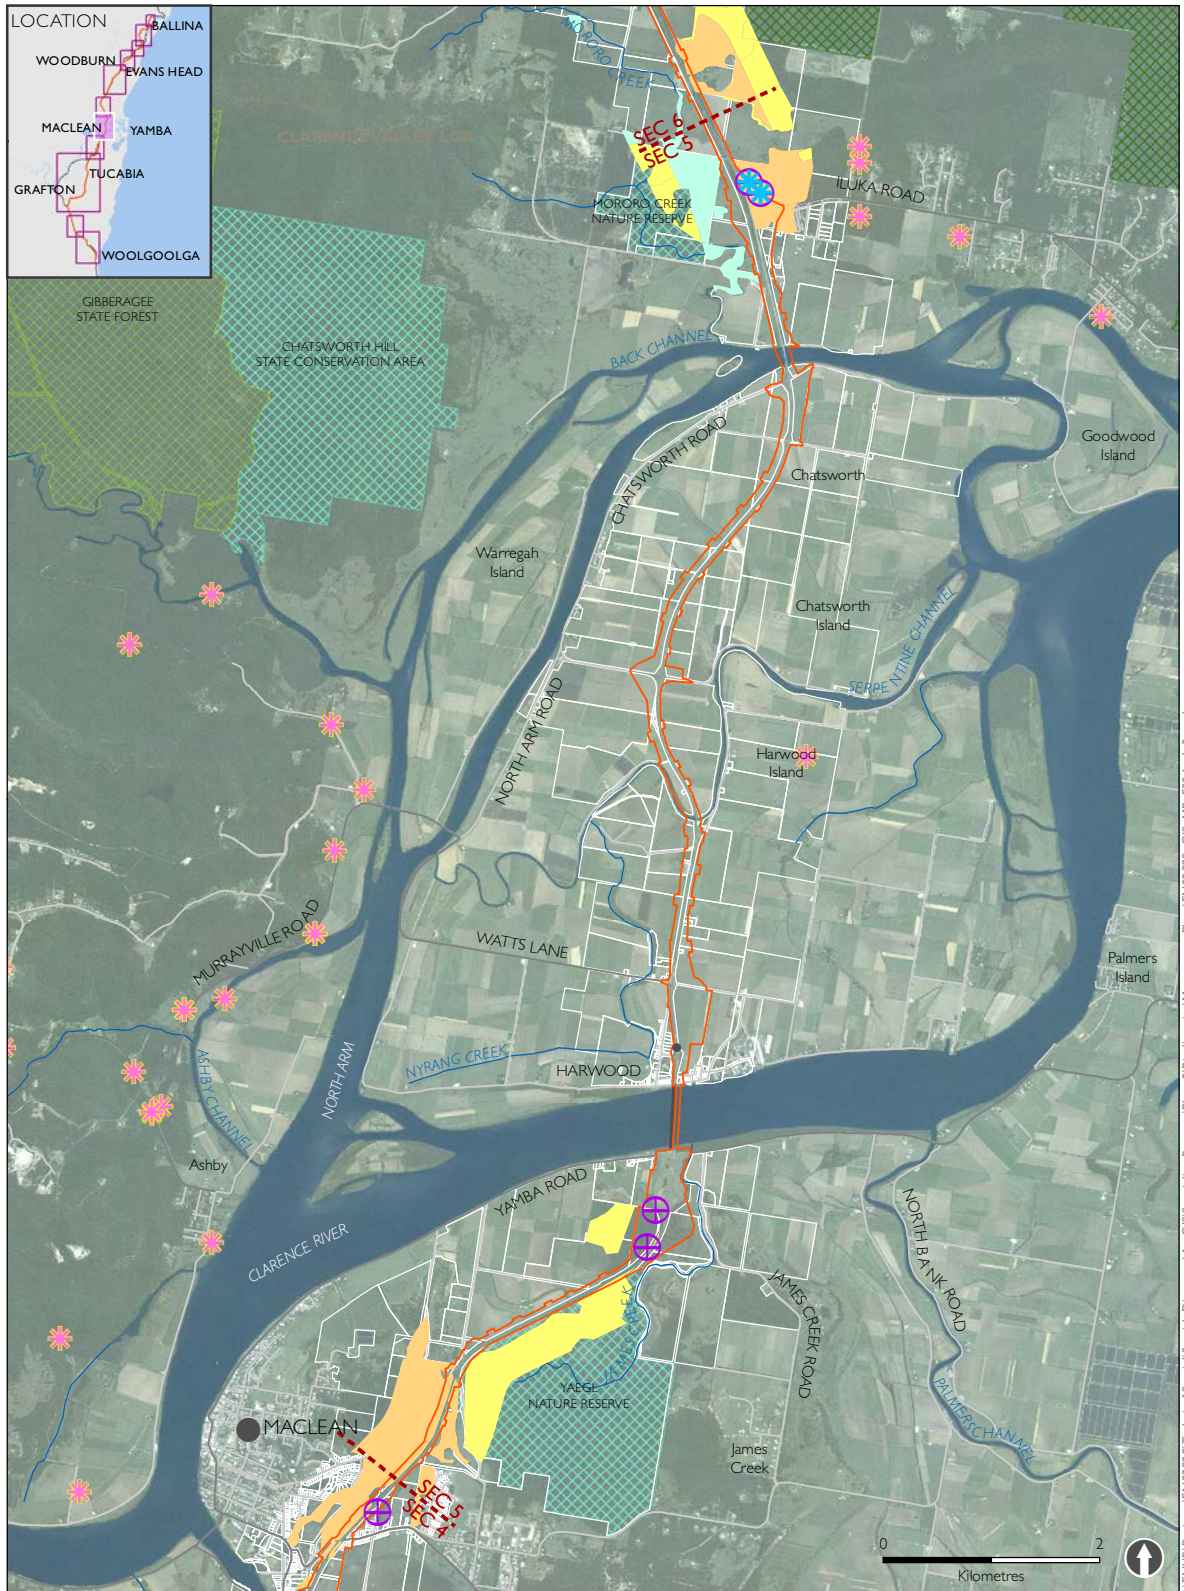 LOCATION
BALLINA
WOODBURN
EVANS HEAD
MACLEAN
YAMBA
TUCABIA
GRAFTON
WOOLGOOLGA
MORORO CREEK
CLARENCE VALLEY LGA
SEC 6
SEC 5
ILUKA ROAD
MORORO CREEK
NATURE RESERVE
GIBBERAGEE
STATE FOREST
CHATSWORTH HILL
STATE CONSERVATION AREA
BACK CHANNEL
CHATSWORTH ROAD
Goodwood
Island
Chatsworth
Warregah
Island
Chatsworth
Island
SERPENTINE CHANNEL
NORTH ARM ROAD
Harwood
Island
MURRAYVILLE ROAD
WATTS LANE
Palmers
Island
NYRANG CREEK
HARWOOD
NORTH ARM
ASHBY CHANNEL
Ashby
YAMBA ROAD
CLARENCE RIVER
NORTH BANK ROAD
JAMES CREEK ROAD
JAMES CREEK
YAEGL
NATURE RESERVE
PALMERS CHANNEL
MACLEAN
James
Creek
SEC 5
SEC 4
0 2
Kilometres